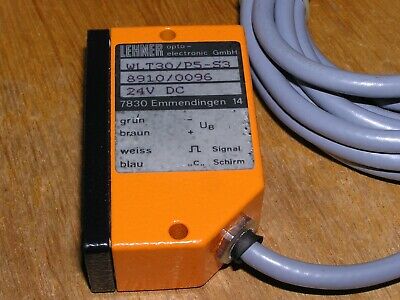 LEHNER opto-
electronic GmbH
WLT30/P5-S3
8910/0096
24V DC
7830 Emmendingen 14
grün – UB
braun +
weiss ⎍ Signal
blau „C„ Schirm